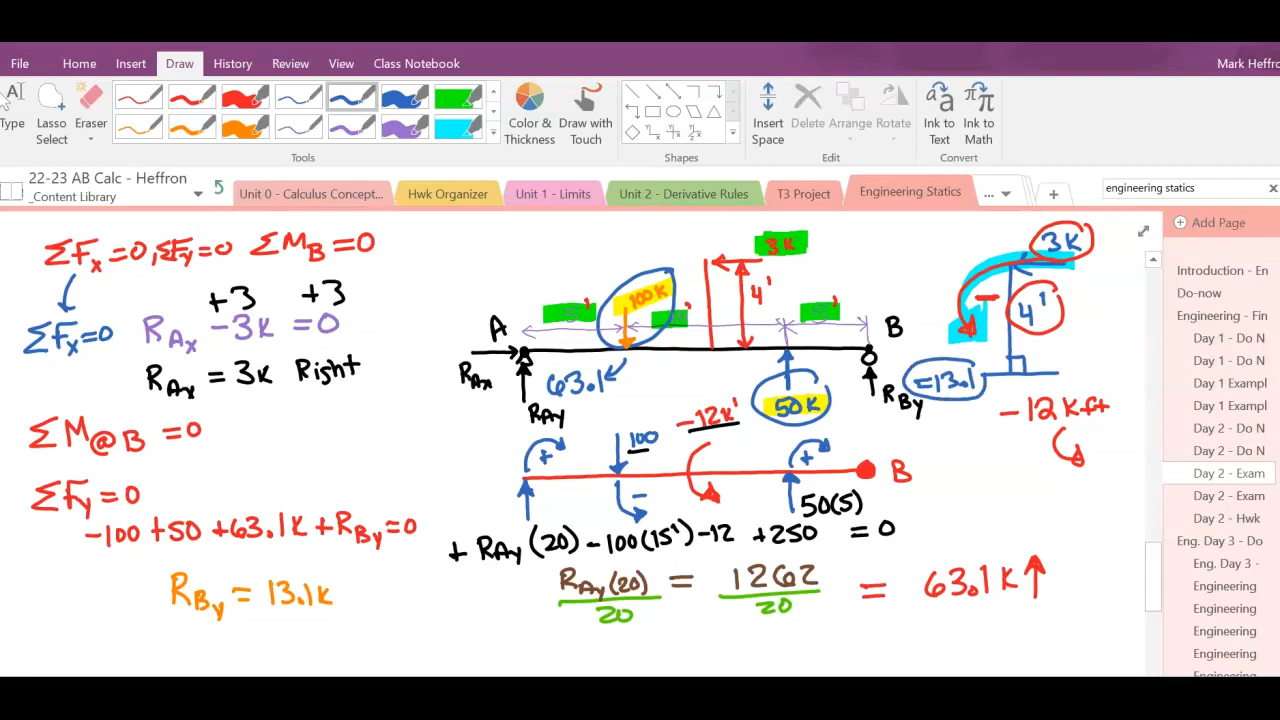 File Home Insert Draw History Review View Class Notebook Mark Heffro
Type
Lasso Select
Eraser
Color & Thickness
Draw with Touch
Insert Space
Delete
Arrange
Rotate
Ink to Text
Ink to Math
Tools Shapes Edit Convert
22-23 AB Calc - Heffron
_Content Library
Unit 0 - Calculus Concept...
Hwk Organizer
Unit 1 - Limits
Unit 2 - Derivative Rules
T3 Project
Engineering Statics
...
engineering statics
Add Page
Introduction - En
Do-now
Engineering - Fin
Day 1 - Do N
Day 1 Exampl
Day 1 Exampl
Day 2 - Do N
Day 2 - Do N
Day 2 - Exam
Day 2 - Exam
Day 2 - Hwk
Eng. Day 3 - Do
Eng. Day 3 -
Engineering
Engineering
Engineering
Engineering
ΣFx=0, ΣFy=0 ΣMB=0
+3 +3
ΣFx=0
RAx -3k =0
RAx = 3k Right
ΣM@B =0
ΣFy=0
-100 +50 +63.1k +RBy=0
RBy = 13.1k
3k
100k
5'
5'
4'
A
B
RAx
RAy
63.1
50k
RBy
=13.1
3k
4'
-
-12kft
100
-12k'
+
+
-
B
50(5)
+ RAy(20) -100(15') -12 +250 =0
RAy(20) = 1262 = 63.1k↑
20 20